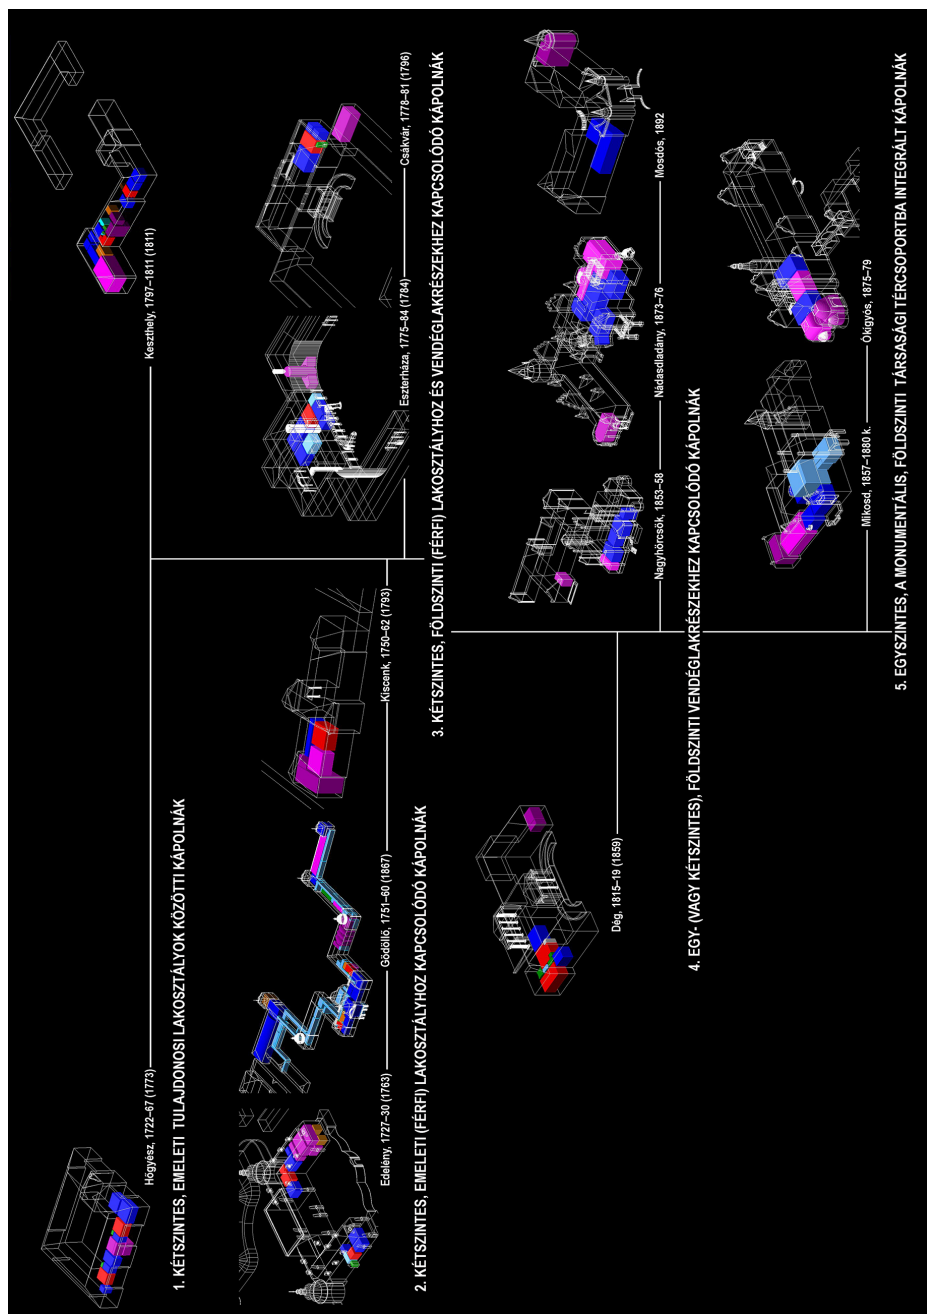 Hőgyész, 1722–67 (1773)
Keszthely, 1797–1811 (1811)
1. KÉTSZINTES, EMELETI TULAJDONOSI LAKOSZTÁLYOK KÖZÖTTI KÁPOLNÁK
Edelény, 1727–30 (1763)
Gödöllő, 1751–60 (1867)
Kiscenk, 1750–62 (1793)
Eszterháza, 1775–84 (1784)
Csákvár, 1778–81 (1796)
2. KÉTSZINTES, EMELETI (FÉRFI) LAKOSZTÁLYHOZ KAPCSOLÓDÓ KÁPOLNÁK
3. KÉTSZINTES, FÖLDSZINTI (FÉRFI) LAKOSZTÁLYHOZ ÉS VENDÉGLAKRÉSZEKHEZ KAPCSOLÓDÓ KÁPOLNÁK
Dég, 1815–19 (1859)
Nagyhörcsök, 1853–58
Nádasdladány, 1873–76
Mosdós, 1892
4. EGY- (VAGY KÉTSZINTES), FÖLDSZINTI VENDÉGLAKRÉSZEKHEZ KAPCSOLÓDÓ KÁPOLNÁK
Mikosd, 1857–1880 k.
Ókígyós, 1875–79
5. EGYSZINTES, A MONUMENTÁLIS, FÖLDSZINTI TÁRSASÁGI TÉRCSOPORTBA INTEGRÁLT KÁPOLNÁK